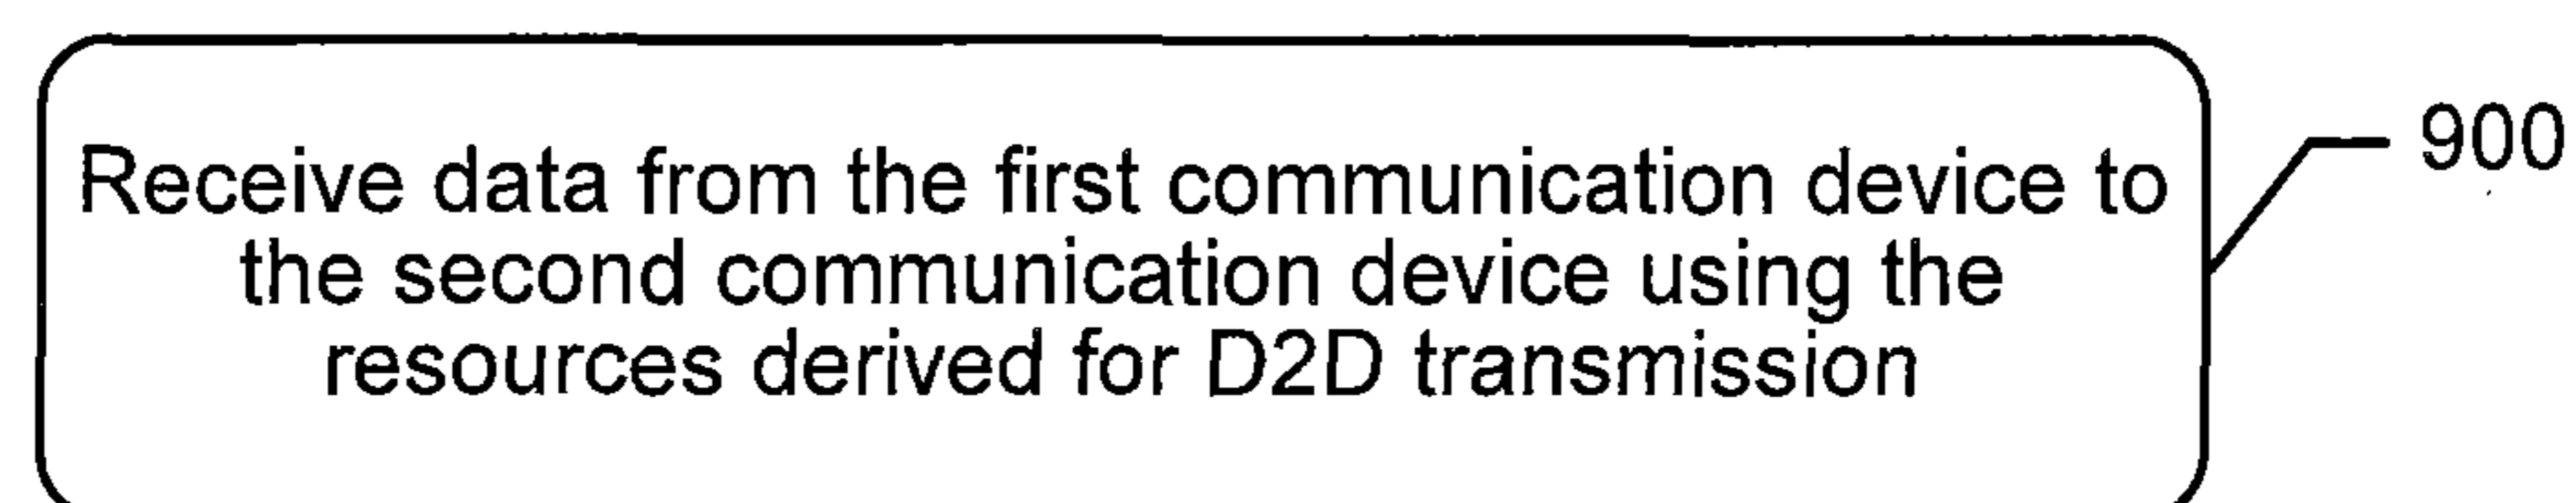 Receive data from the first communication device to
the second communication device using the
resources derived for D2D transmission
900